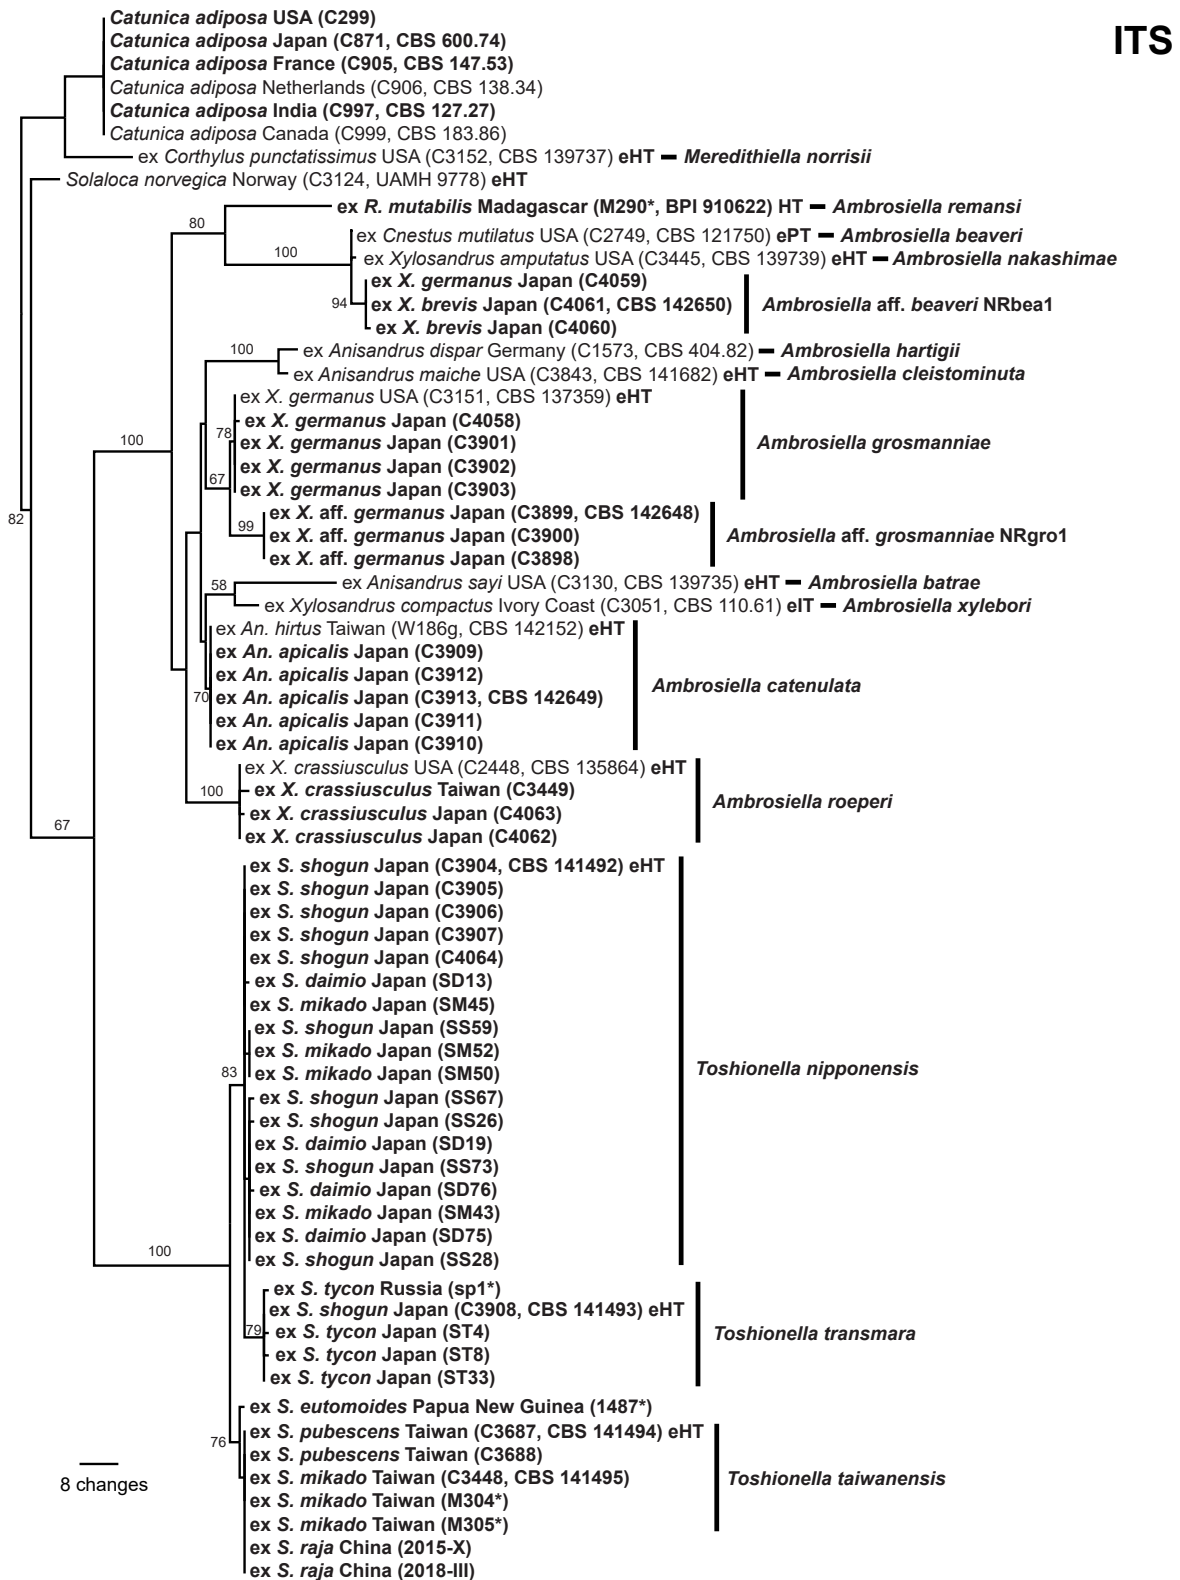 ITS
Catunica adiposa USA (C299)
Catunica adiposa Japan (C871, CBS 600.74)
Catunica adiposa France (C905, CBS 147.53)
Catunica adiposa Netherlands (C906, CBS 138.34)
Catunica adiposa India (C997, CBS 127.27)
Catunica adiposa Canada (C999, CBS 183.86)
ex Corthylus punctatissimus USA (C3152, CBS 139737) eHT – Meredithiella norrisii
Solaloca norvegica Norway (C3124, UAMH 9778) eHT
ex R. mutabilis Madagascar (M290*, BPI 910622) HT – Ambrosiella remansi
80
ex Cnestus mutilatus USA (C2749, CBS 121750) ePT – Ambrosiella beaveri
100
ex Xylosandrus amputatus USA (C3445, CBS 139739) eHT – Ambrosiella nakashimae
ex X. germanus Japan (C4059)
94
ex X. brevis Japan (C4061, CBS 142650)
Ambrosiella aff. beaveri NRbea1
ex X. brevis Japan (C4060)
100
ex Anisandrus dispar Germany (C1573, CBS 404.82) – Ambrosiella hartigii
ex Anisandrus maiche USA (C3843, CBS 141682) eHT – Ambrosiella cleistominuta
ex X. germanus USA (C3151, CBS 137359) eHT
ex X. germanus Japan (C4058)
78
100
ex X. germanus Japan (C3901)
Ambrosiella grosmanniae
ex X. germanus Japan (C3902)
67
ex X. germanus Japan (C3903)
ex X. aff. germanus Japan (C3899, CBS 142648)
82
99
ex X. aff. germanus Japan (C3900)
Ambrosiella aff. grosmanniae NRgro1
ex X. aff. germanus Japan (C3898)
58
ex Anisandrus sayi USA (C3130, CBS 139735) eHT – Ambrosiella batrae
ex Xylosandrus compactus Ivory Coast (C3051, CBS 110.61) eIT – Ambrosiella xylebori
ex An. hirtus Taiwan (W186g, CBS 142152) eHT
ex An. apicalis Japan (C3909)
ex An. apicalis Japan (C3912)
Ambrosiella catenulata
70
ex An. apicalis Japan (C3913, CBS 142649)
ex An. apicalis Japan (C3911)
ex An. apicalis Japan (C3910)
ex X. crassiusculus USA (C2448, CBS 135864) eHT
100
ex X. crassiusculus Taiwan (C3449)
Ambrosiella roeperi
ex X. crassiusculus Japan (C4063)
67
ex X. crassiusculus Japan (C4062)
ex S. shogun Japan (C3904, CBS 141492) eHT
ex S. shogun Japan (C3905)
ex S. shogun Japan (C3906)
ex S. shogun Japan (C3907)
ex S. shogun Japan (C4064)
ex S. daimio Japan (SD13)
ex S. mikado Japan (SM45)
ex S. shogun Japan (SS59)
ex S. mikado Japan (SM52)
83
ex S. mikado Japan (SM50)
Toshionella nipponensis
ex S. shogun Japan (SS67)
ex S. shogun Japan (SS26)
ex S. daimio Japan (SD19)
ex S. shogun Japan (SS73)
ex S. daimio Japan (SD76)
ex S. mikado Japan (SM43)
ex S. daimio Japan (SD75)
100
ex S. shogun Japan (SS28)
ex S. tycon Russia (sp1*)
ex S. shogun Japan (C3908, CBS 141493) eHT
79
ex S. tycon Japan (ST4)
Toshionella transmara
ex S. tycon Japan (ST8)
ex S. tycon Japan (ST33)
ex S. eutomoides Papua New Guinea (1487*)
ex S. pubescens Taiwan (C3687, CBS 141494) eHT
76
ex S. pubescens Taiwan (C3688)
ex S. mikado Taiwan (C3448, CBS 141495)
Toshionella taiwanensis
8 changes
ex S. mikado Taiwan (M304*)
ex S. mikado Taiwan (M305*)
ex S. raja China (2015-X)
ex S. raja China (2018-III)